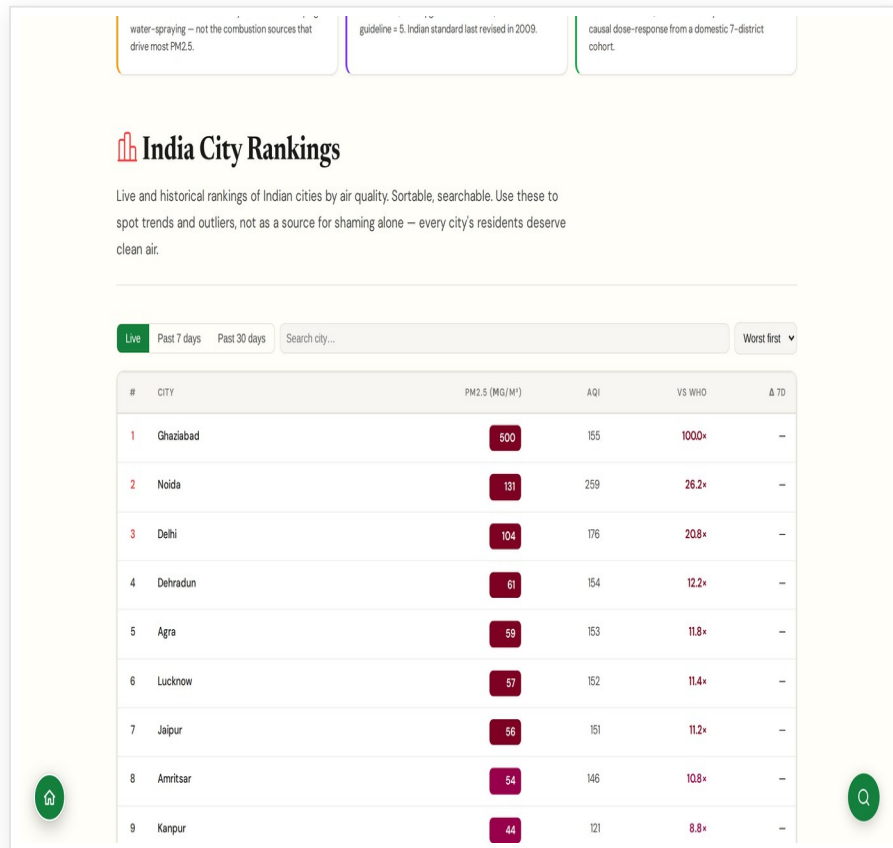 water-spraying — not the combustion sources that
drive most PM2.5.
guideline = 5. Indian standard last revised in 2009.
causal dose-response from a domestic 7-district
cohort.
India City Rankings
Live and historical rankings of Indian cities by air quality. Sortable, searchable. Use these to
spot trends and outliers, not as a source for shaming alone — every city's residents deserve
clean air.
Live Past 7 days Past 30 days Search city... Worst first
# CITY PM2.5 (ΜG/M³) AQI VS WHO Δ 7D
1 Ghaziabad 500 155 100.0× —
2 Noida 131 259 26.2× —
3 Delhi 104 176 20.8× —
4 Dehradun 61 154 12.2× —
5 Agra 59 153 11.8× —
6 Lucknow 57 152 11.4× —
7 Jaipur 56 151 11.2× —
8 Amritsar 54 146 10.8× —
9 Kanpur 44 121 8.8× —